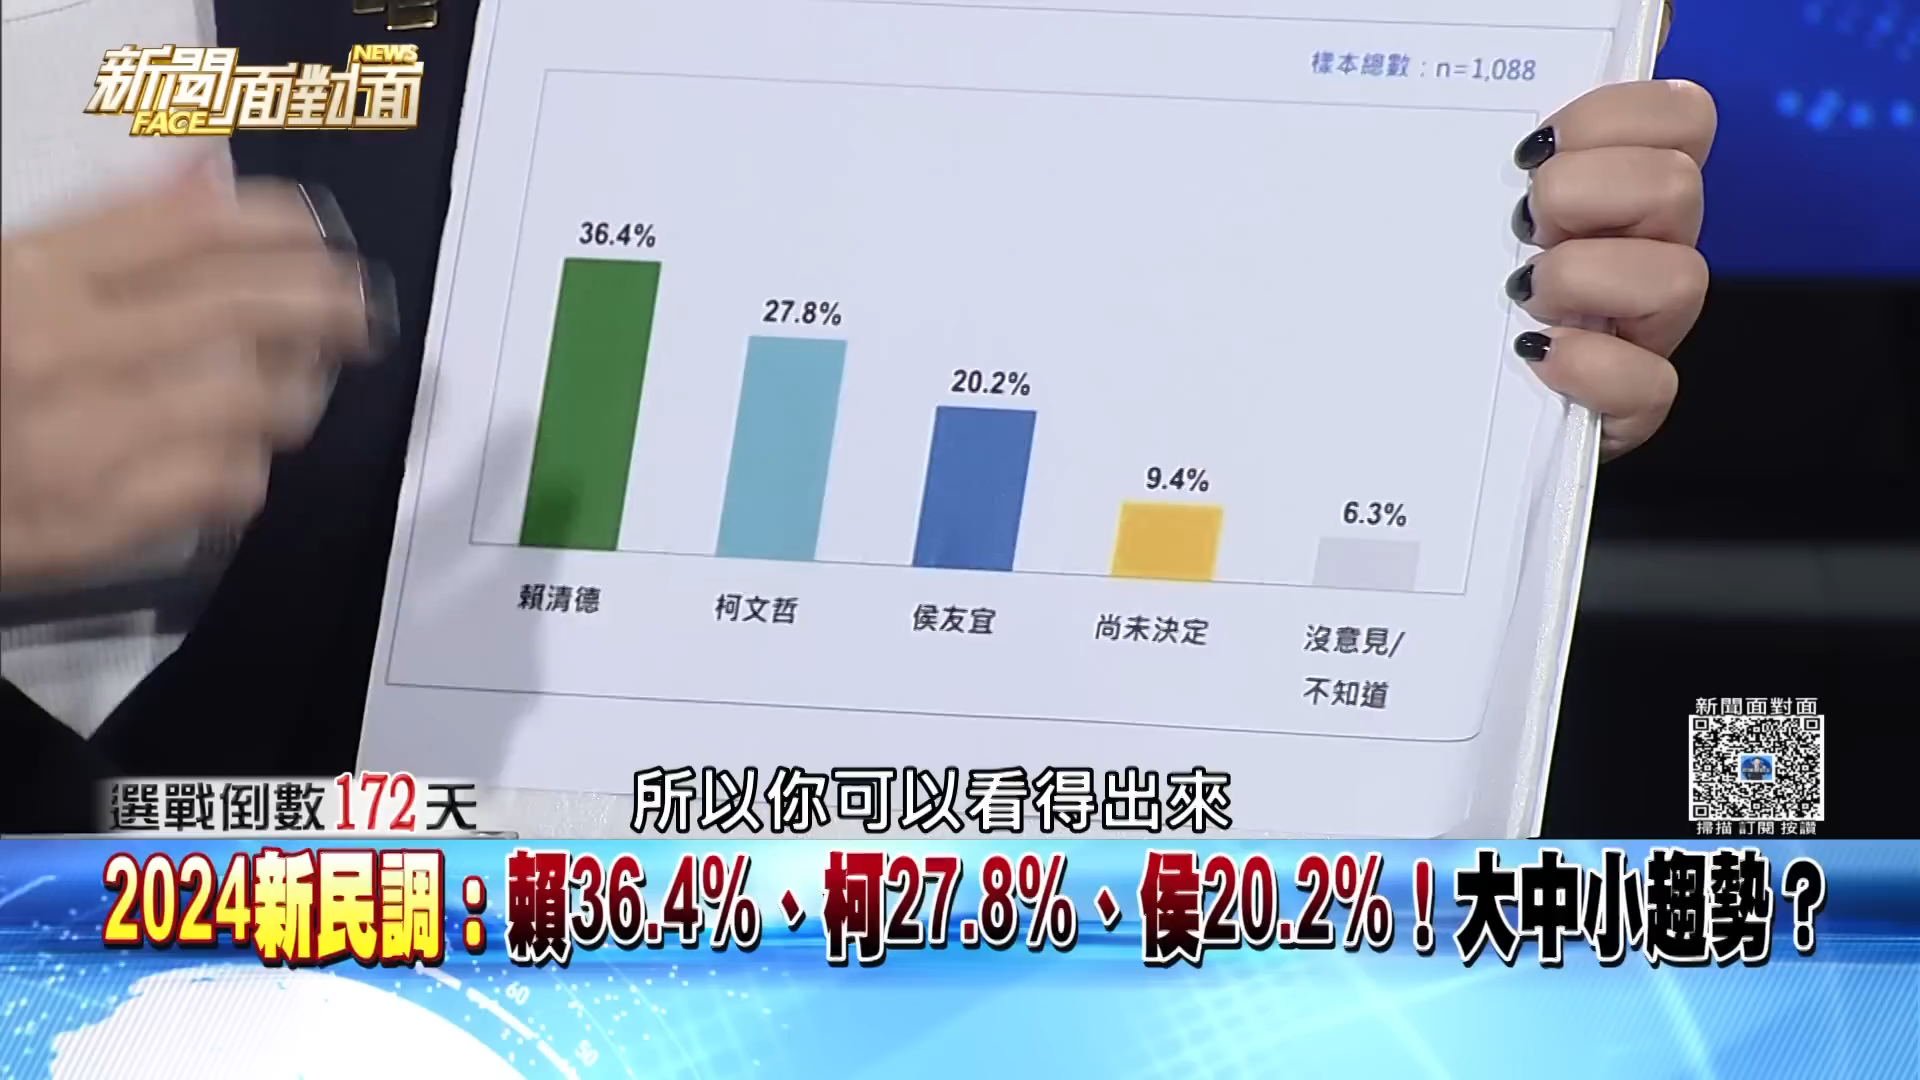 新聞面對面
NEWS
FACE
樣本總數：n=1,088
36.4%
27.8%
20.2%
9.4%
6.3%
賴清德
柯文哲
侯友宜
尚未決定
沒意見/
不知道
新聞面對面
掃描 訂閱 按讚
選戰倒數172天
所以你可以看得出來
2024新民調：賴36.4%、柯27.8%、侯20.2%！大中小趨勢？
60
50